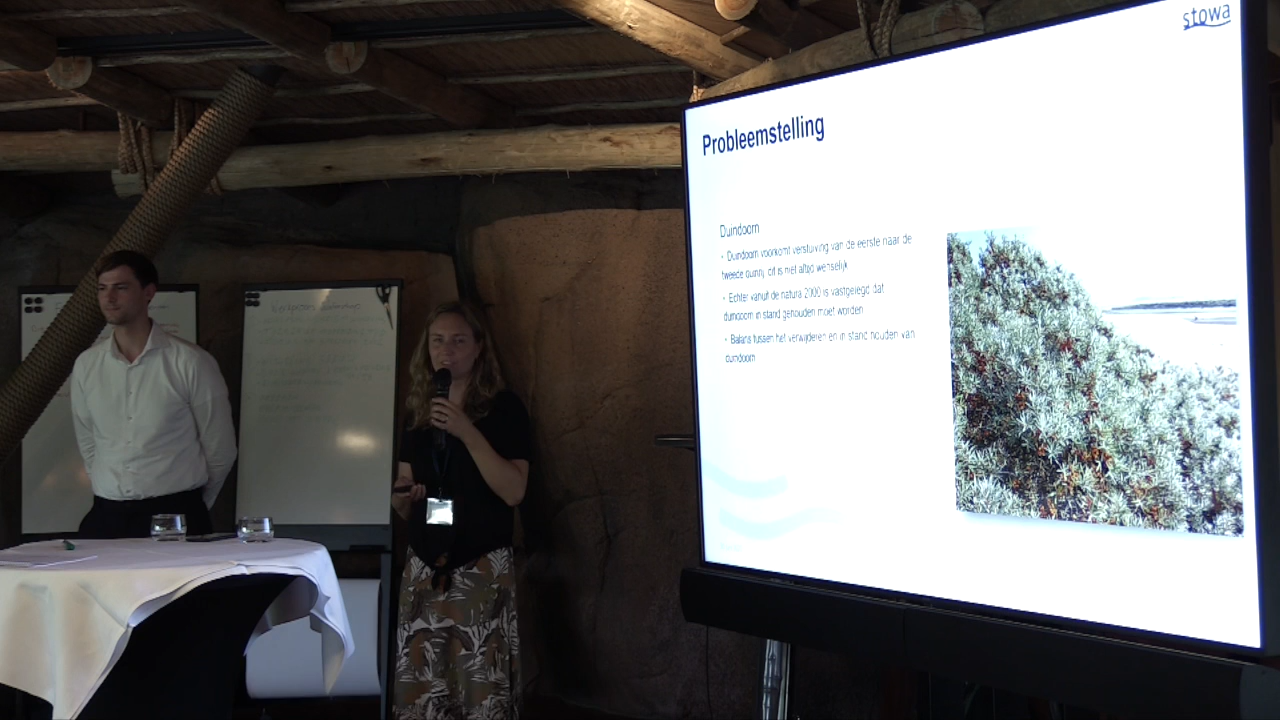 stowa
Probleemstelling
Duindoorn
• Duindoorn voorkomt verstuiving van de eerste naar de
tweede duinrij, dit is niet altijd wenselijk
• Echter vanuit de natura 2000 is vastgelegd dat
duindoorn in stand gehouden moet worden
• Balans tussen het verwijderen en in stand houden van
duindoorn